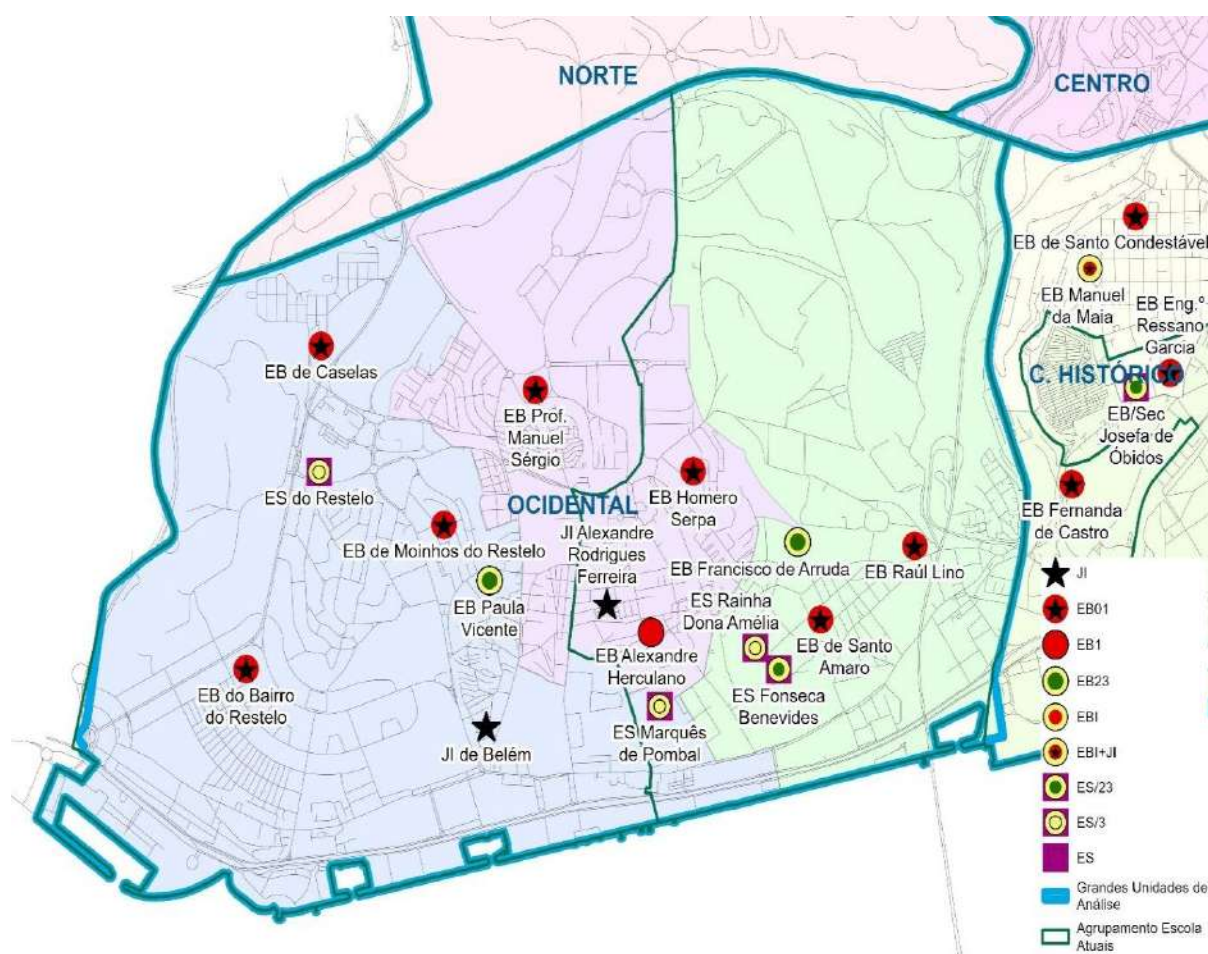 NORTE
CENTRO
EB de Santo Condestável
EB Manuel
da Maia
EB Eng.º
Ressano
Garcia
C. HISTÓRICO
EB/Sec
Josefa de
Óbidos
EB de Caselas
EB Prof.
Manuel
Sérgio
ES do Restelo
OCIDENTAL
EB Homero
Serpa
EB Fernanda
de Castro
EB de Moinhos do Restelo
JI Alexandre
Rodrigues
Ferreira
EB Francisco de Arruda
EB Raúl Lino
EB Paula
Vicente
ES Rainha
Dona Amélia
EB Alexandre
Herculano
EB de Santo
Amaro
EB do Bairro
do Restelo
ES Fonseca
Benevides
ES Marquês
de Pombal
JI de Belém
JI
EB01
EB1
EB23
EBI
EBI+JI
ES/23
ES/3
ES
Grandes Unidades de
Análise
Agrupamento Escola
Atuais